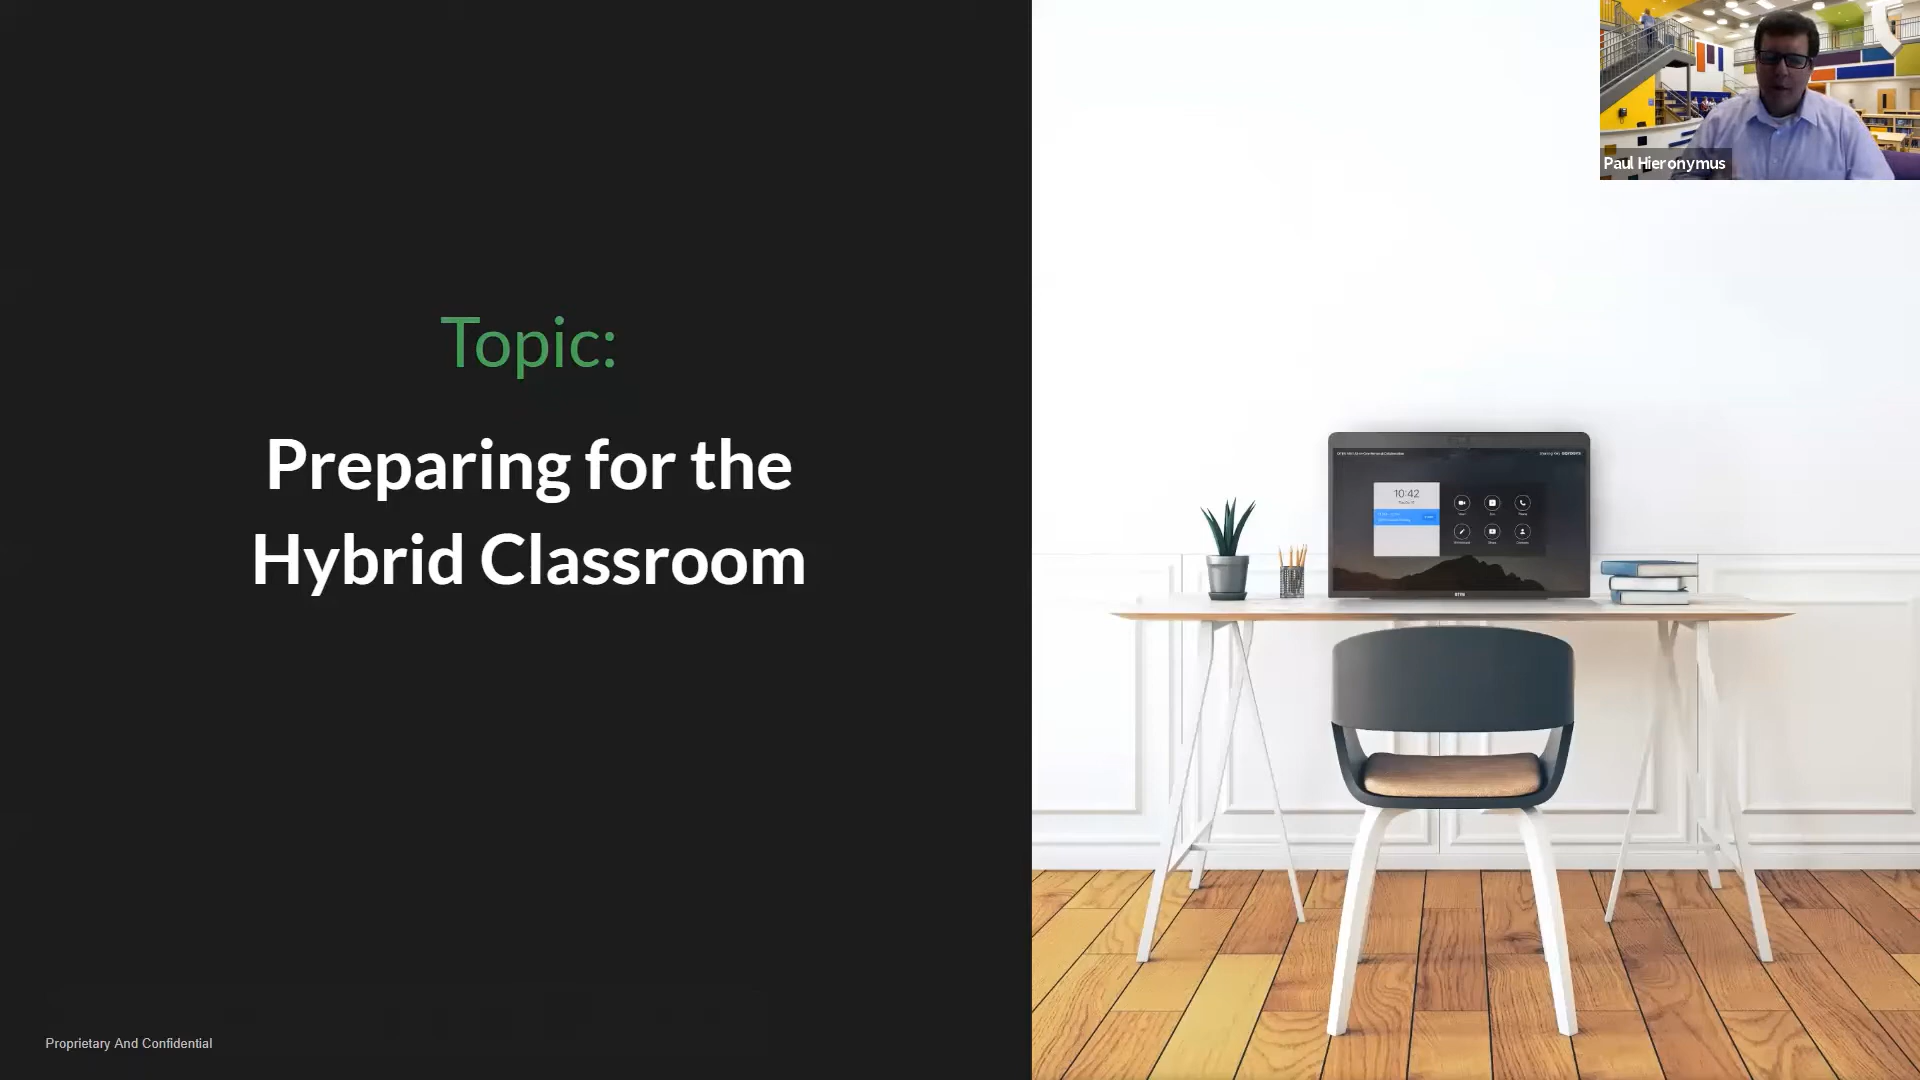 Paul Hieronymus
Topic:
Preparing for the
Hybrid Classroom
10:42
Proprietary And Confidential